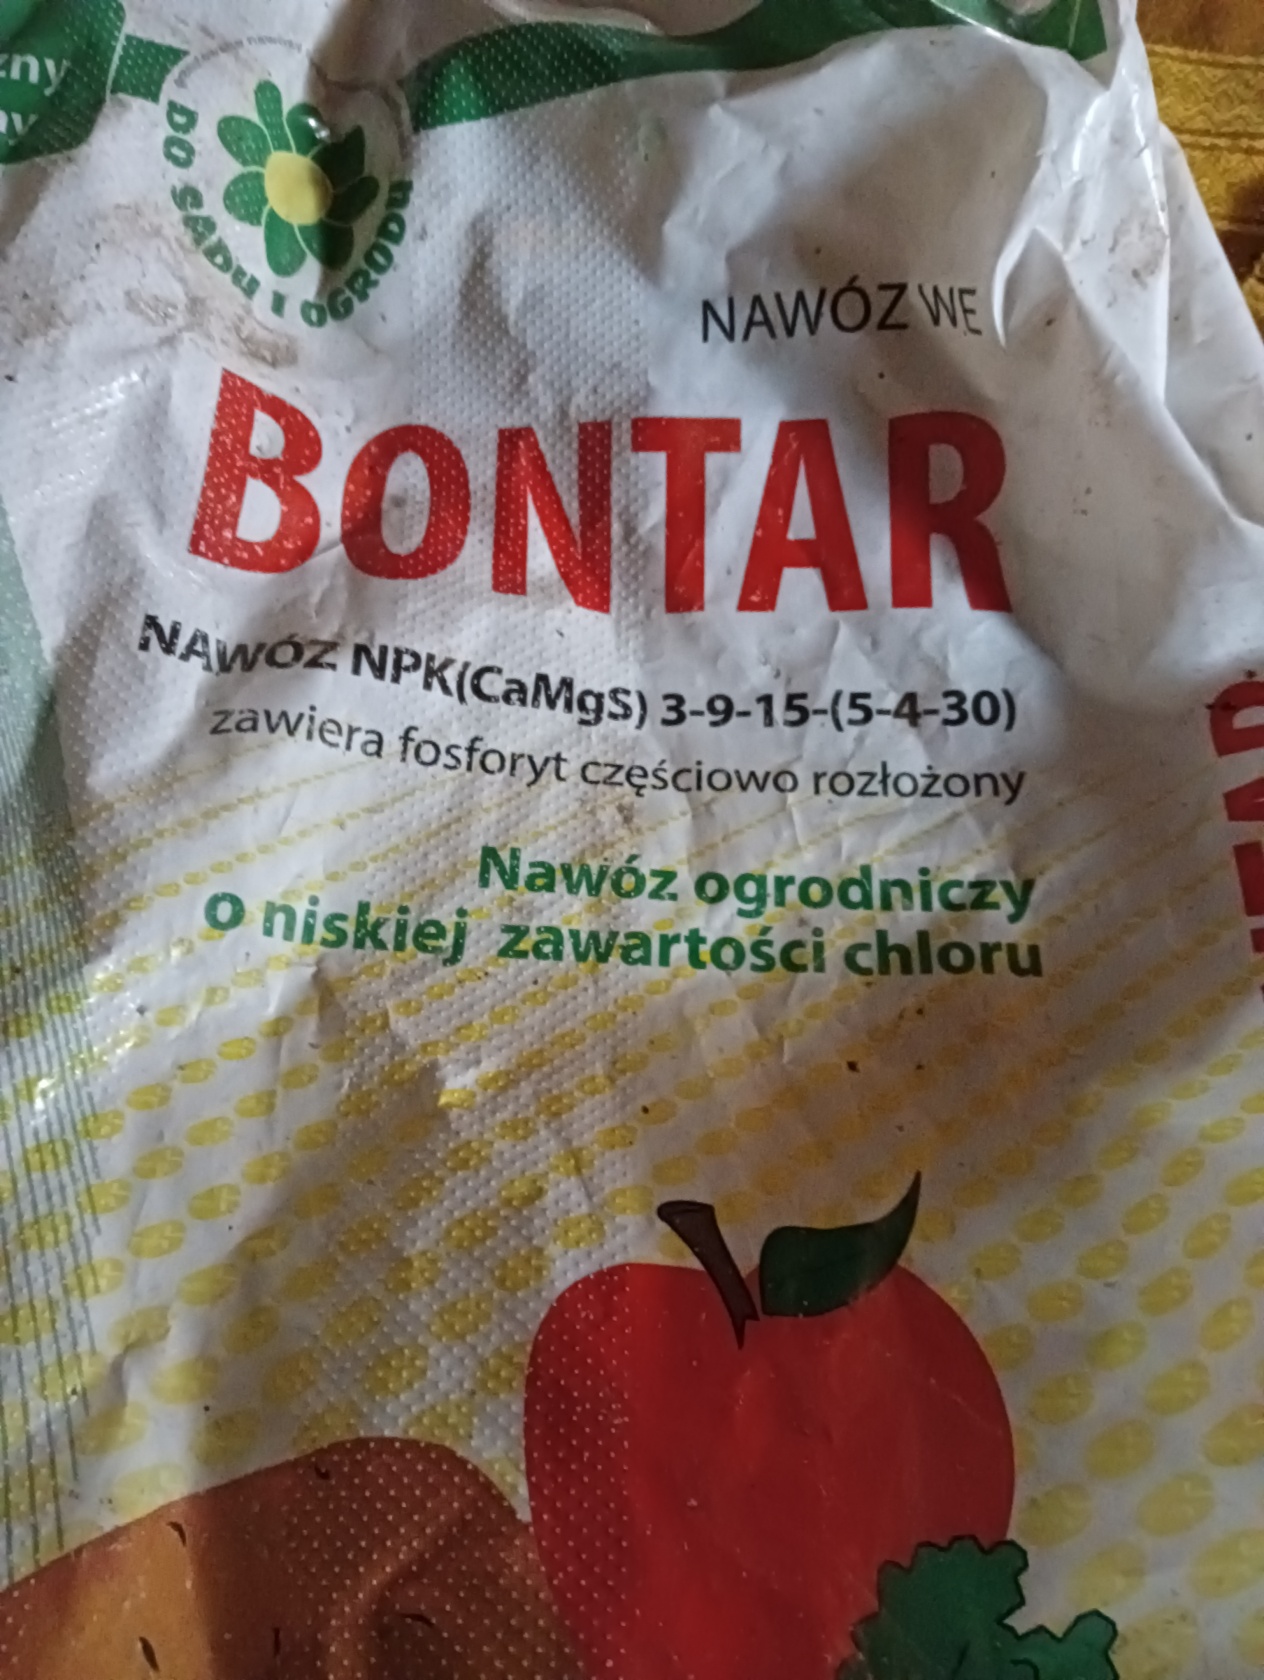 DO SADU I OGRODU
NAWÓZ WE
BONTAR
NAWÓZ NPK(CaMgS) 3-9-15-(5-4-30)
zawiera fosforyt częściowo rozłożony
Nawóz ogrodniczy
o niskiej zawartości chloru